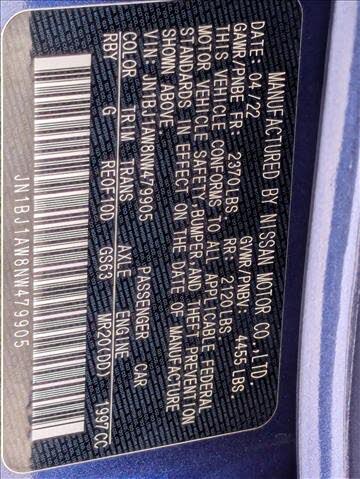 MANUFACTURED BY NISSAN MOTOR CO.,LTD.
DATE: 04/22 GVWR/PNBV: 4455LBS.
GAWR/PNBE FR: 2370LBS. RR: 2120LBS.
THIS VEHICLE CONFORMS TO ALL APPLICABLE FEDERAL
MOTOR VEHICLE SAFETY,BUMPER,AND THEFT PREVENTION
STANDARDS IN EFFECT ON THE DATE OF MANUFACTURE
SHOWN ABOVE.
V.I.N: JN1BJ1AW8NW479905 PASSENGER CAR
COLOR TRIM TRANS AXLE ENGINE
RBY G RE0F10D GS63 MR20(DD) 1997CC
JN1BJ1AW8NW479905